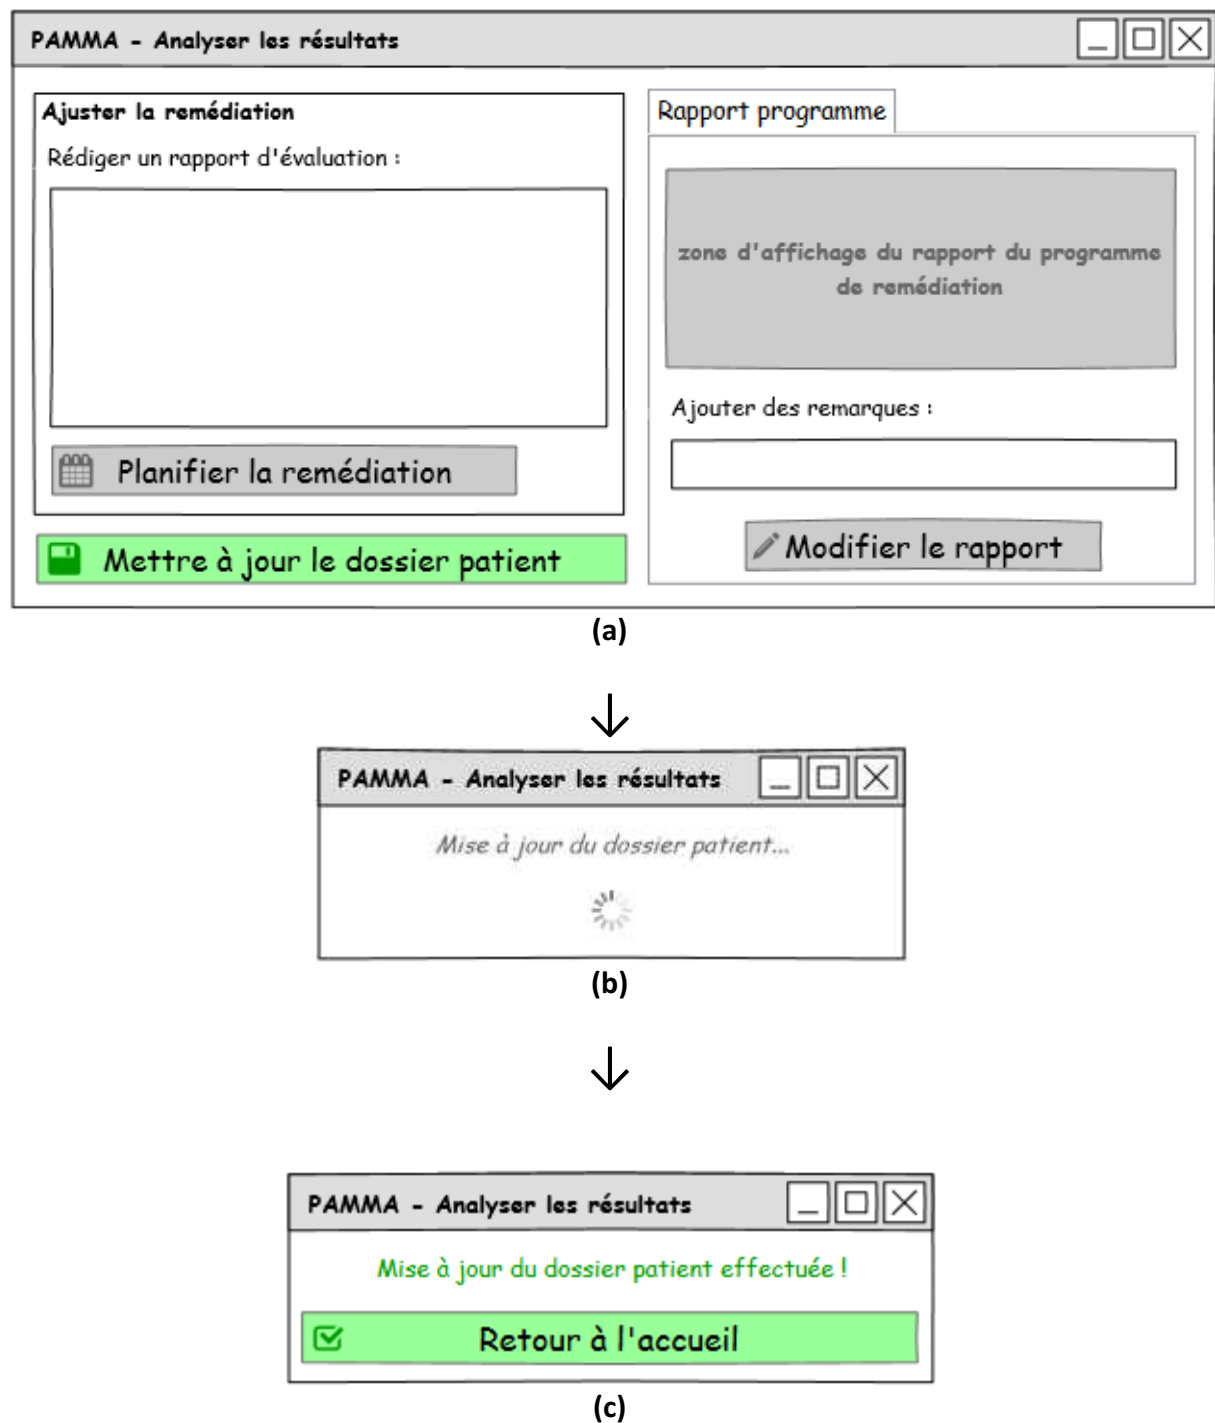 PAMMA - Analyser les résultats
Ajuster la remédiation
Rédiger un rapport d'évaluation :
Planifier la remédiation
Mettre à jour le dossier patient
Rapport programme
zone d'affichage du rapport du programme
de remédiation
Ajouter des remarques :
Modifier le rapport
(a)
PAMMA - Analyser les résultats
Mise à jour du dossier patient...
(b)
PAMMA - Analyser les résultats
Mise à jour du dossier patient effectuée !
Retour à l'accueil
(c)